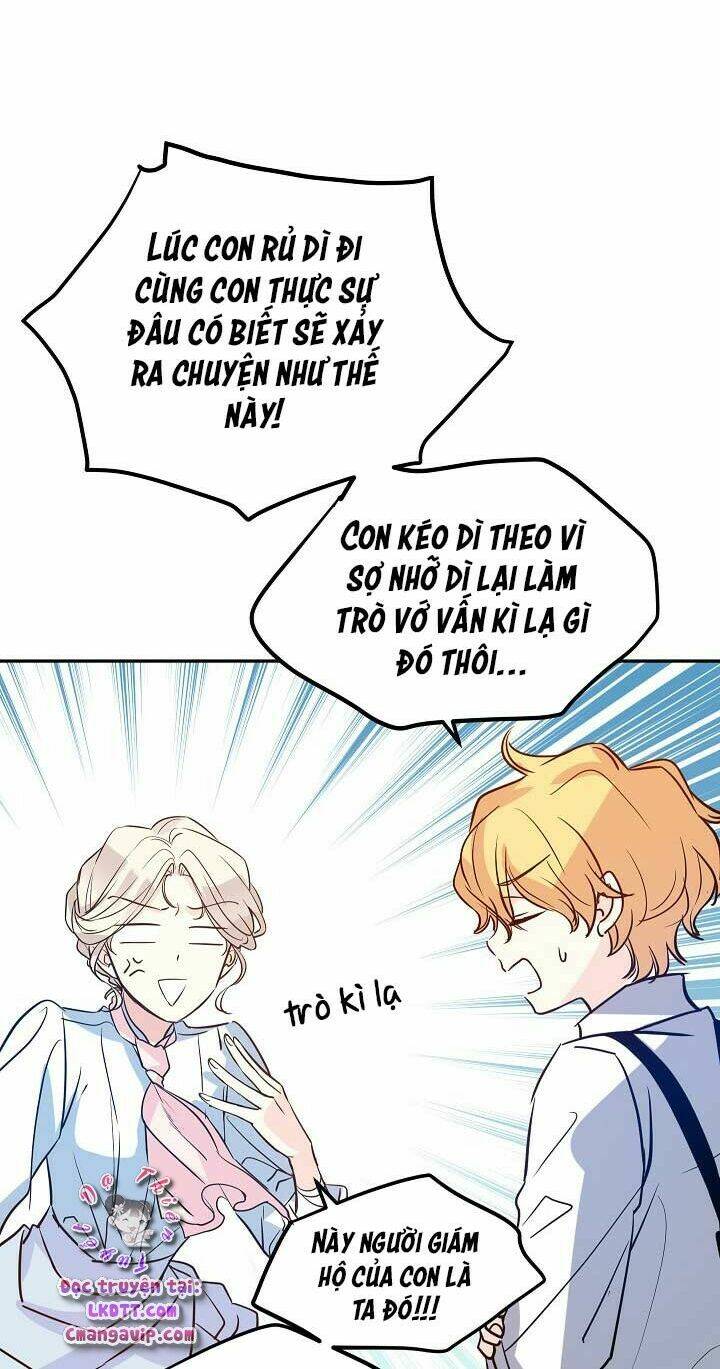 LÚC CON RỦ DÌ ĐI
CÙNG CON THỰC SỰ
ĐÂU CÓ BIẾT SẼ XẢY
RA CHUYỆN NHƯ THẾ
NÀY!
CON KÉO DÌ THEO VÌ
SỢ NHỠ DÌ LẠI LÀM
TRÒ VỚ VẨN KÌ LẠ GÌ
ĐÓ THÔI...
trò kì lạ
NÀY NGƯỜI GIÁM
HỘ CỦA CON LÀ
TA ĐÓ!!!
Đọc truyện tại:
LKDTT.com
Cmangavip.com